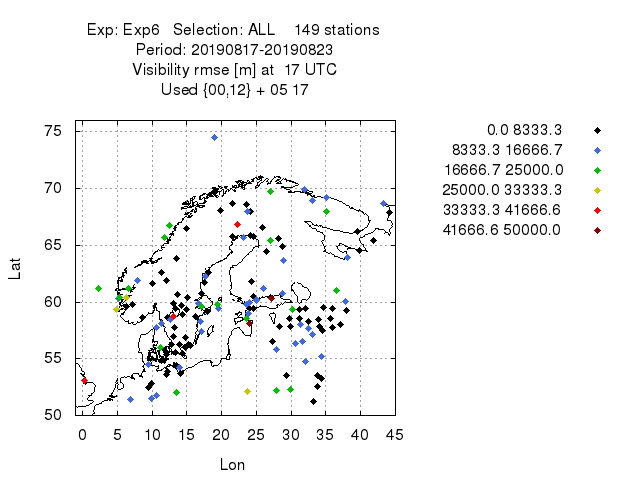 Exp: Exp6   Selection: ALL    149 stations
Period: 20190817-20190823
Visibility rmse [m] at  17 UTC
Used {00,12} + 05 17
75
70
65
60
55
50
Lat
0 5 10 15 20 25 30 35 40 45
Lon
0.0 8333.3
8333.3 16666.7
16666.7 25000.0
25000.0 33333.3
33333.3 41666.6
41666.6 50000.0